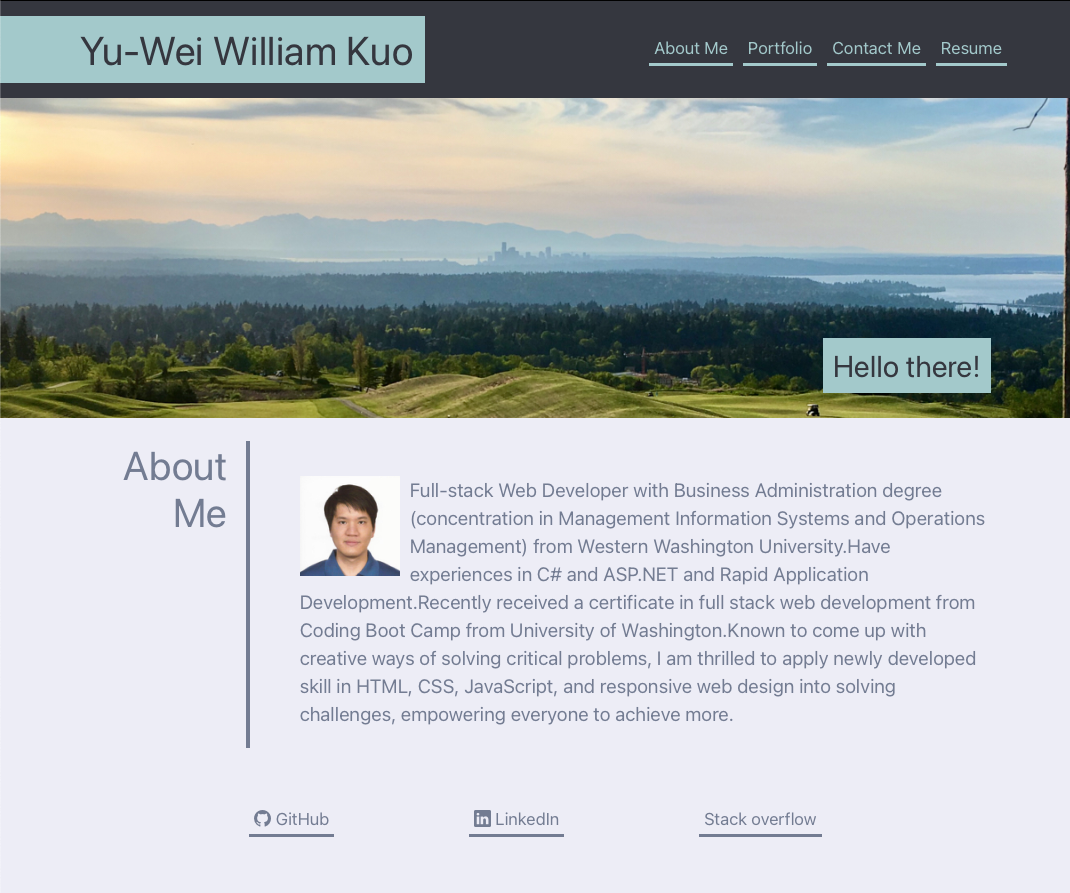 Yu-Wei William Kuo
About Me Portfolio Contact Me Resume
Hello there!
About
Me
Full-stack Web Developer with Business Administration degree
(concentration in Management Information Systems and Operations
Management) from Western Washington University.Have
experiences in C# and ASP.NET and Rapid Application
Development.Recently received a certificate in full stack web development from
Coding Boot Camp from University of Washington.Known to come up with
creative ways of solving critical problems, I am thrilled to apply newly developed
skill in HTML, CSS, JavaScript, and responsive web design into solving
challenges, empowering everyone to achieve more.
GitHub LinkedIn Stack overflow